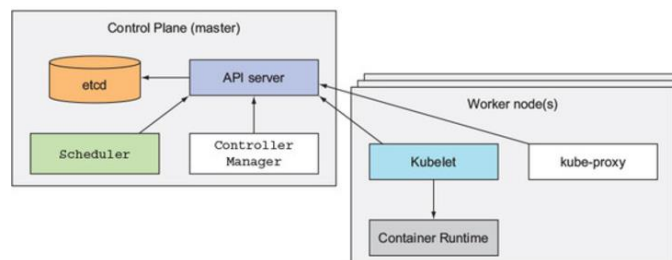 Control Plane (master)
etcd
API server
Scheduler
Controller
Manager
Worker node(s)
Kubelet
kube-proxy
Container Runtime